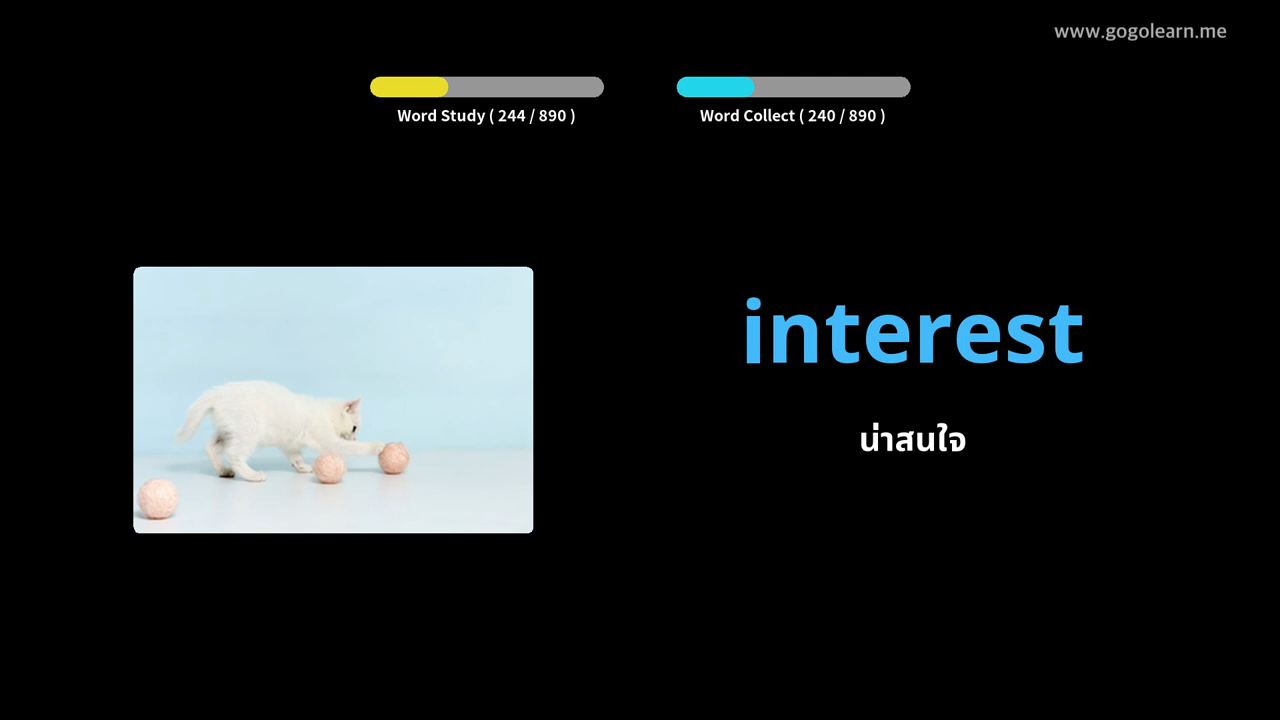 www.gogolearn.me
Word Study ( 244 / 890 )
Word Collect ( 240 / 890 )
interest
น่าสนใจ